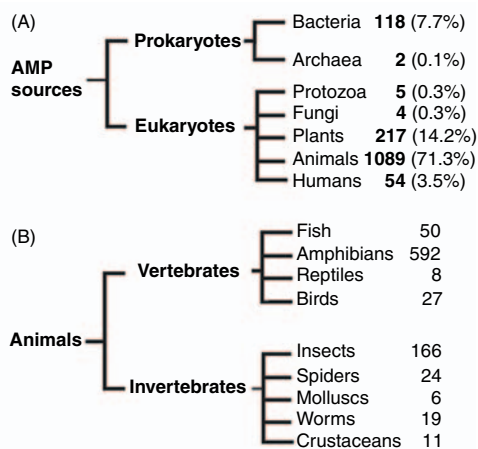 (A)
AMP sources
Prokaryotes
Bacteria 118 (7.7%)
Archaea 2 (0.1%)
Eukaryotes
Protozoa 5 (0.3%)
Fungi 4 (0.3%)
Plants 217 (14.2%)
Animals 1089 (71.3%)
Humans 54 (3.5%)
(B)
Animals
Vertebrates
Fish 50
Amphibians 592
Reptiles 8
Birds 27
Invertebrates
Insects 166
Spiders 24
Molluscs 6
Worms 19
Crustaceans 11